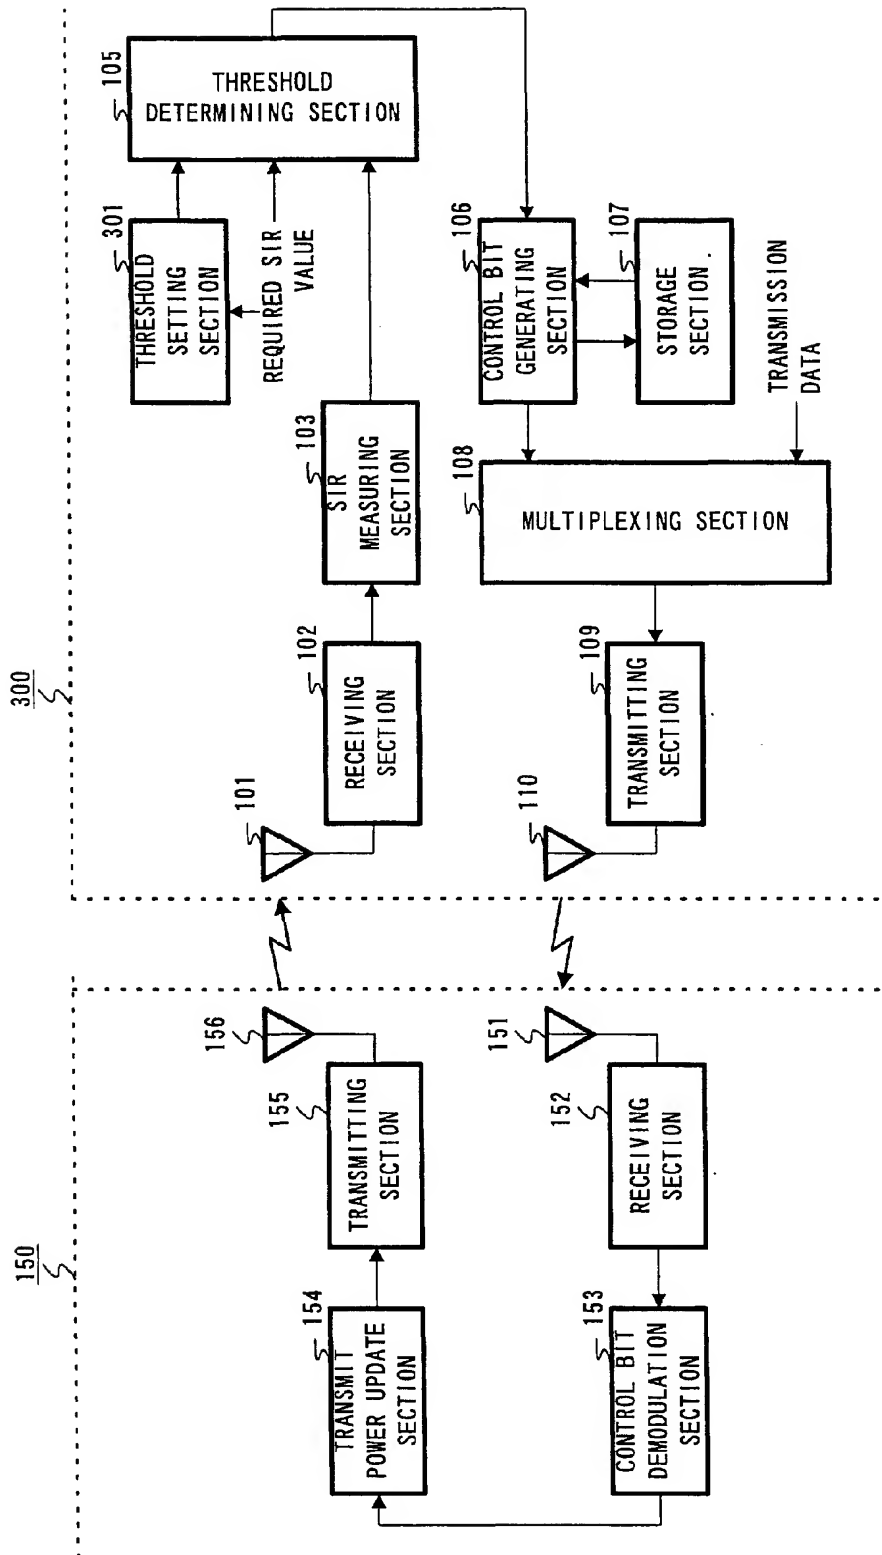 150
154
TRANSMIT
POWER UPDATE
SECTION
155
TRANSMITTING
SECTION
156
153
CONTROL BIT
DEMODULATION
SECTION
152
RECEIVING
SECTION
151
300
101
102
RECEIVING
SECTION
103
SIR
MEASURING
SECTION
301
THRESHOLD
SETTING
SECTION
REQUIRED SIR
VALUE
105
THRESHOLD
DETERMINING SECTION
110
109
TRANSMITTING
SECTION
108
MULTIPLEXING SECTION
106
CONTROL BIT
GENERATING
SECTION
107
STORAGE
SECTION
TRANSMISSION
DATA